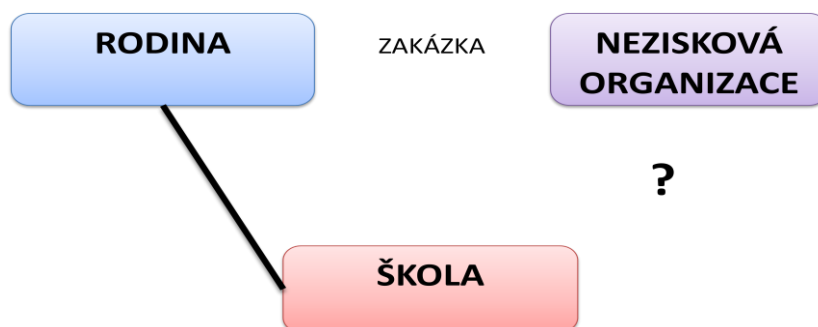 RODINA
ZAKÁZKA
NEZISKOVÁ
ORGANIZACE
?
ŠKOLA